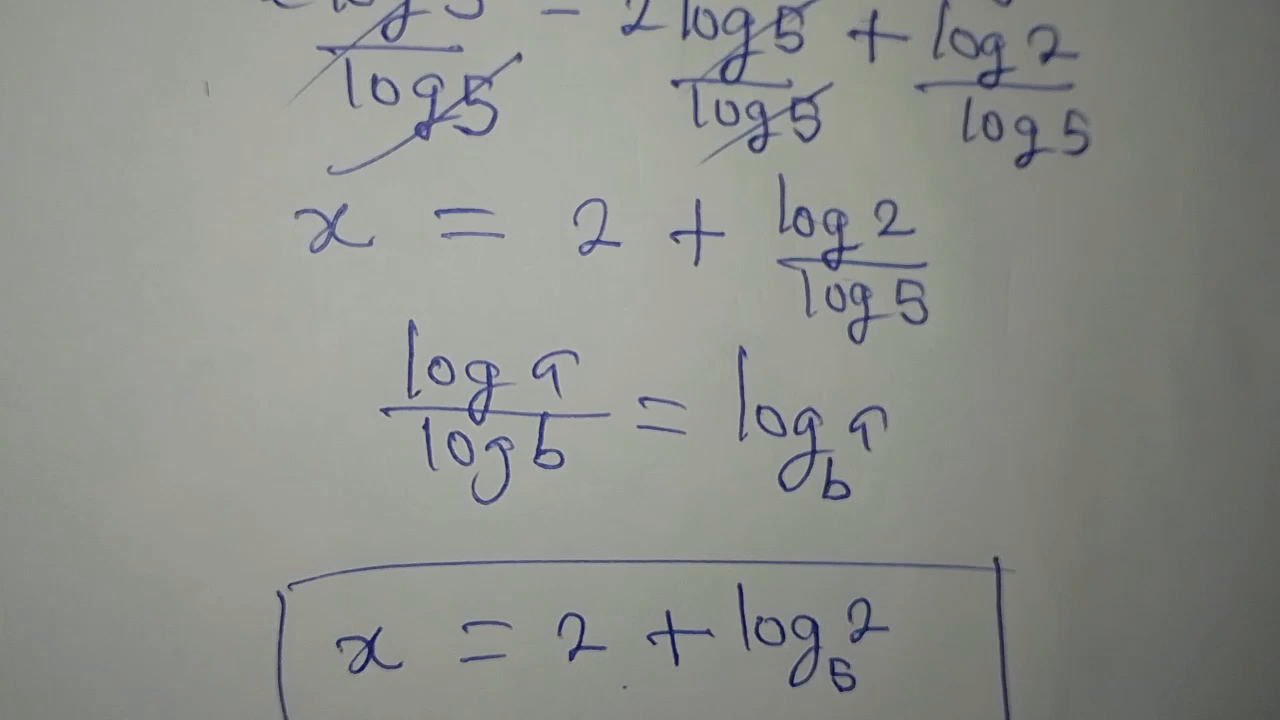 log5/log5 = 2log5/log5 + log2/log5
x = 2 + log2/log5
log a/log b = log_b a
x = 2 + log_5 2